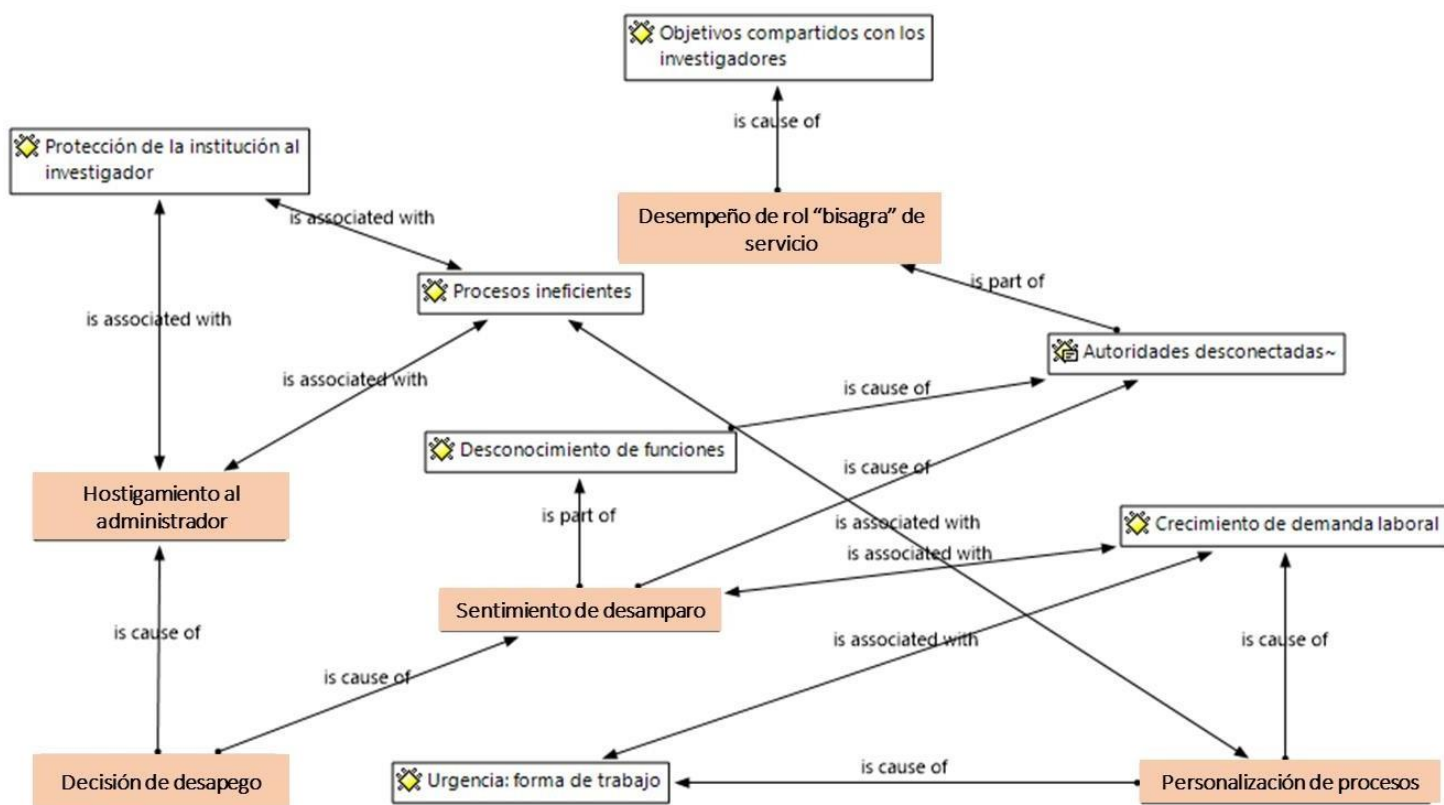 Objetivos compartidos con los
investigadores
is cause of
Protección de la institución al
investigador
is associated with
Desempeño de rol “bisagra” de
servicio
is part of
Procesos ineficientes
is associated with
Autoridades desconectadas~
is associated with
is cause of
Desconocimiento de funciones
is cause of
Hostigamiento al
administrador
is part of
is associated with
Crecimiento de demanda laboral
is associated with
Sentimiento de desamparo
is cause of
is associated with
is cause of
is cause of
Decisión de desapego
Urgencia: forma de trabajo
is cause of
Personalización de procesos